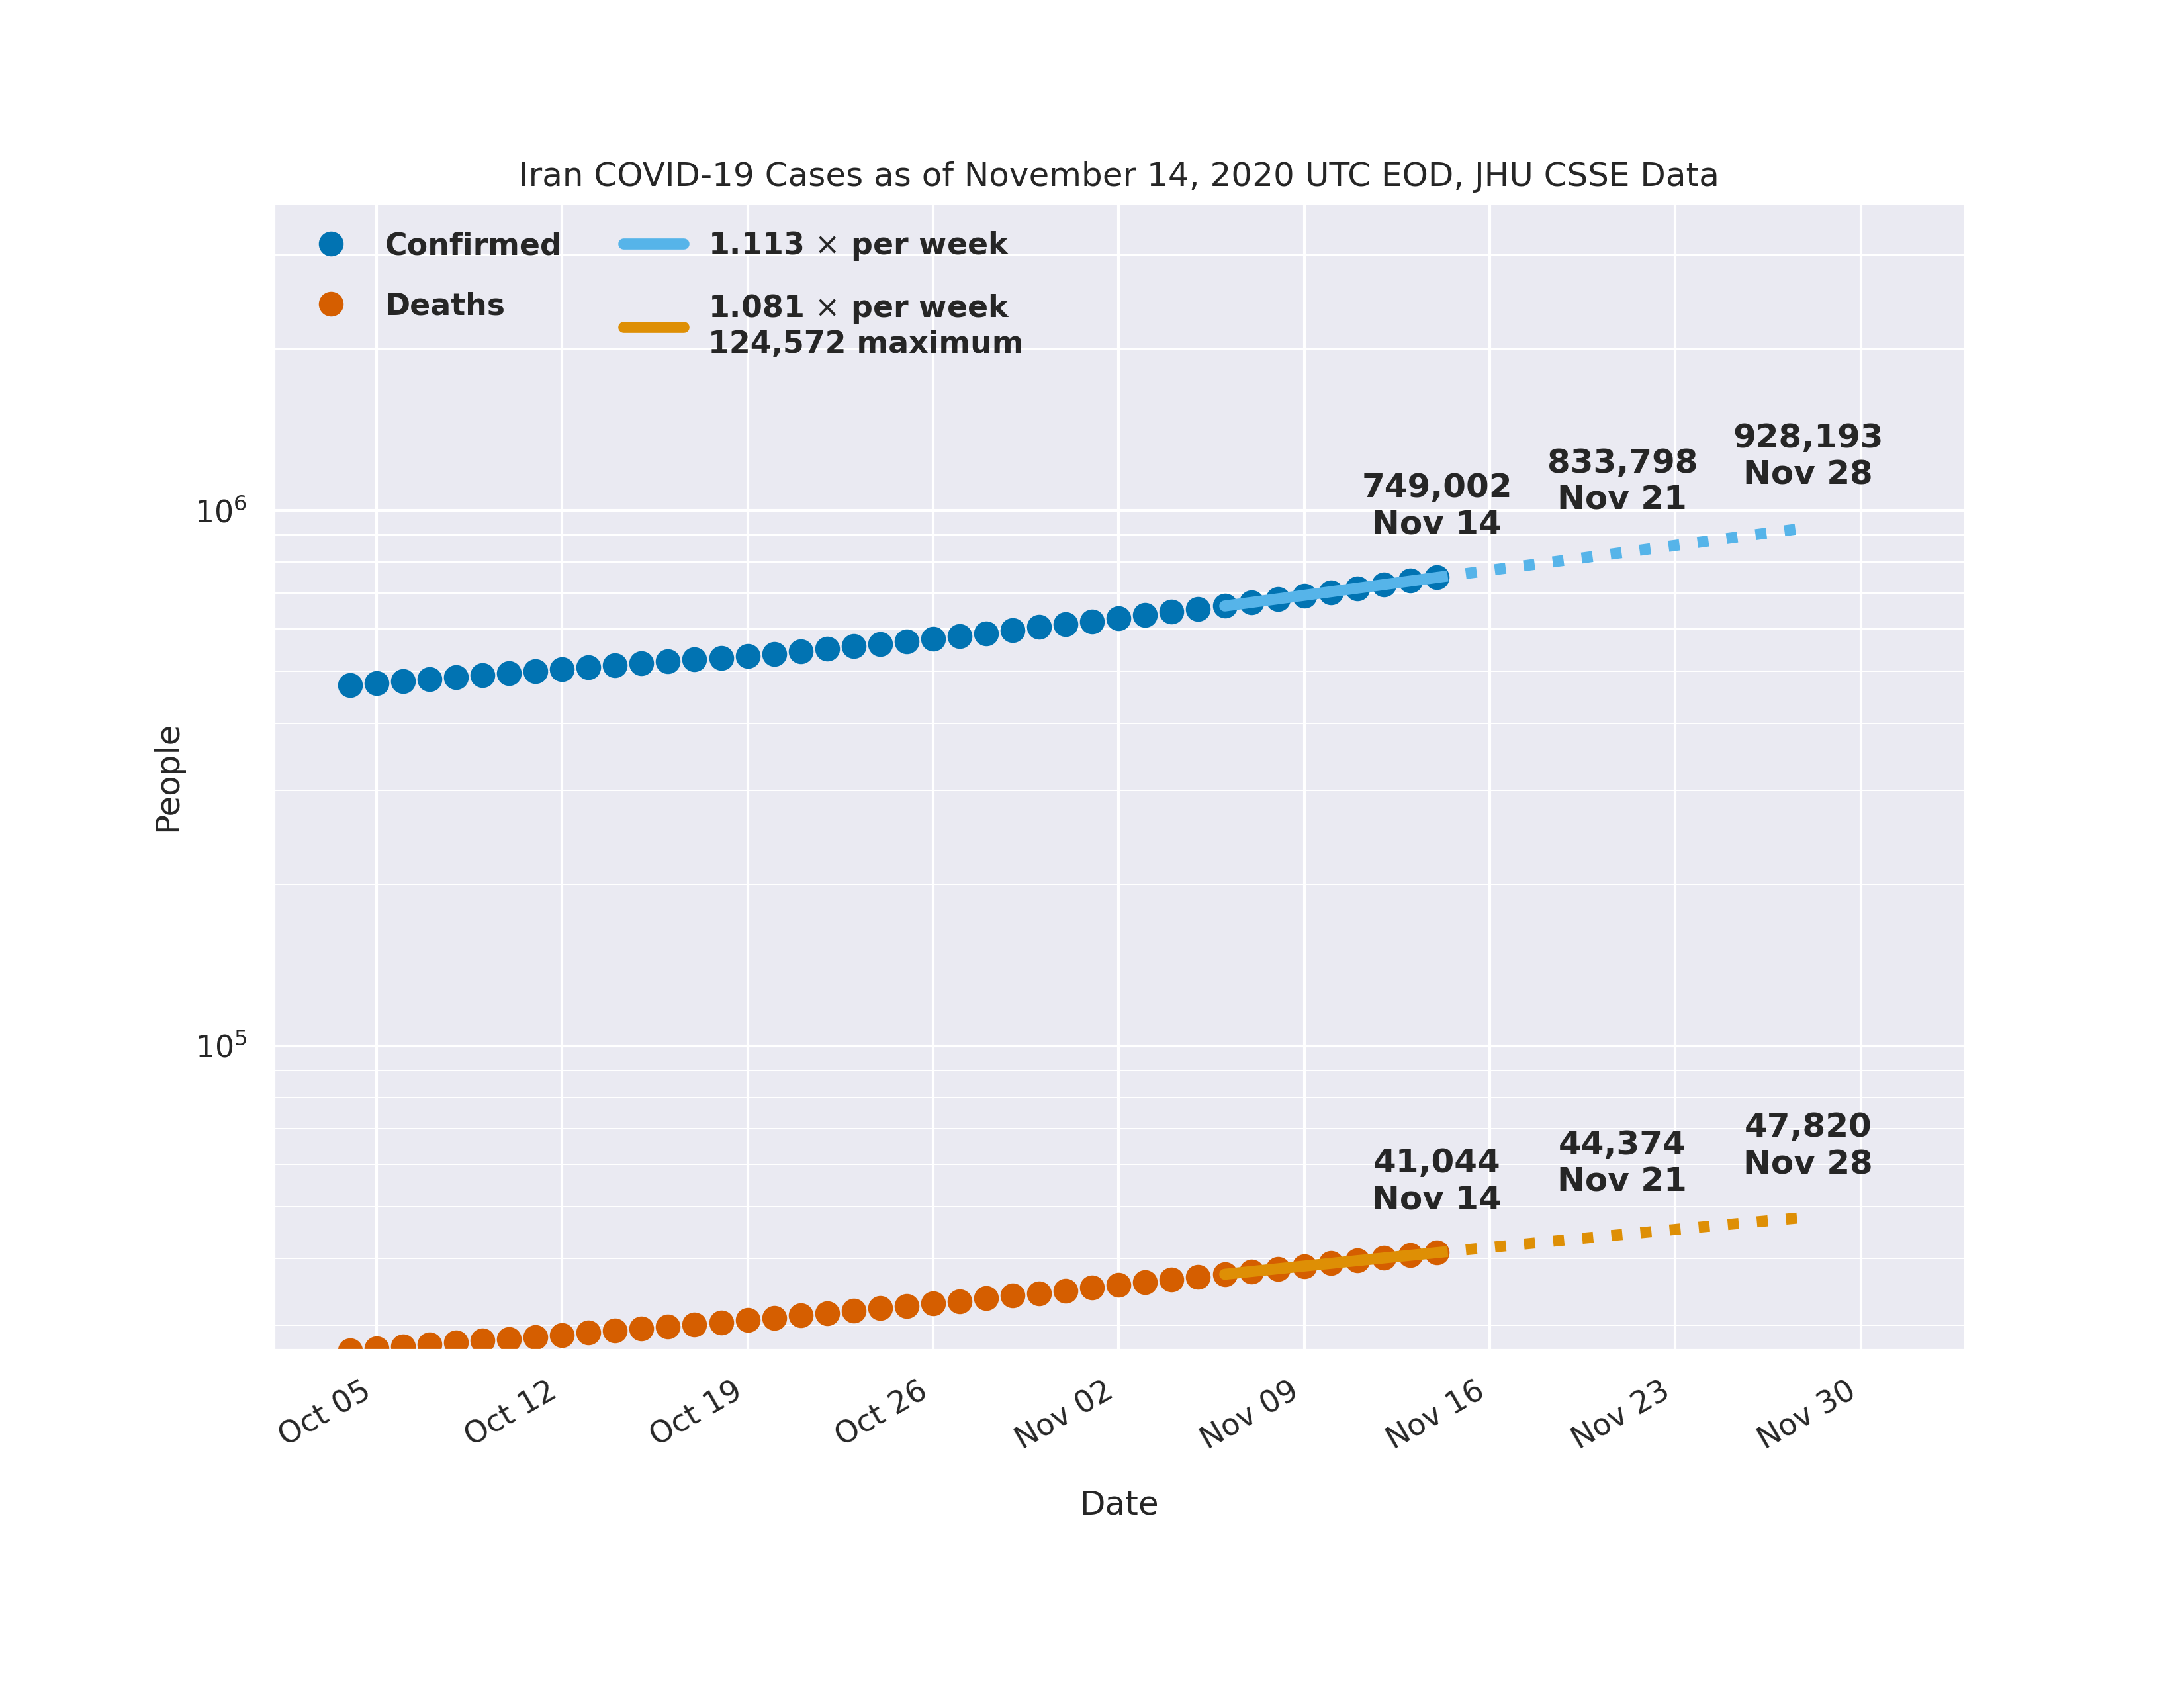 Iran COVID-19 Cases as of November 14, 2020 UTC EOD, JHU CSSE Data
Confirmed
Deaths
1.113 × per week
1.081 × per week
124,572 maximum
749,002
Nov 14
833,798
Nov 21
928,193
Nov 28
41,044
Nov 14
44,374
Nov 21
47,820
Nov 28
10⁶
10⁵
People
Oct 05
Oct 12
Oct 19
Oct 26
Nov 02
Nov 09
Nov 16
Nov 23
Nov 30
Date